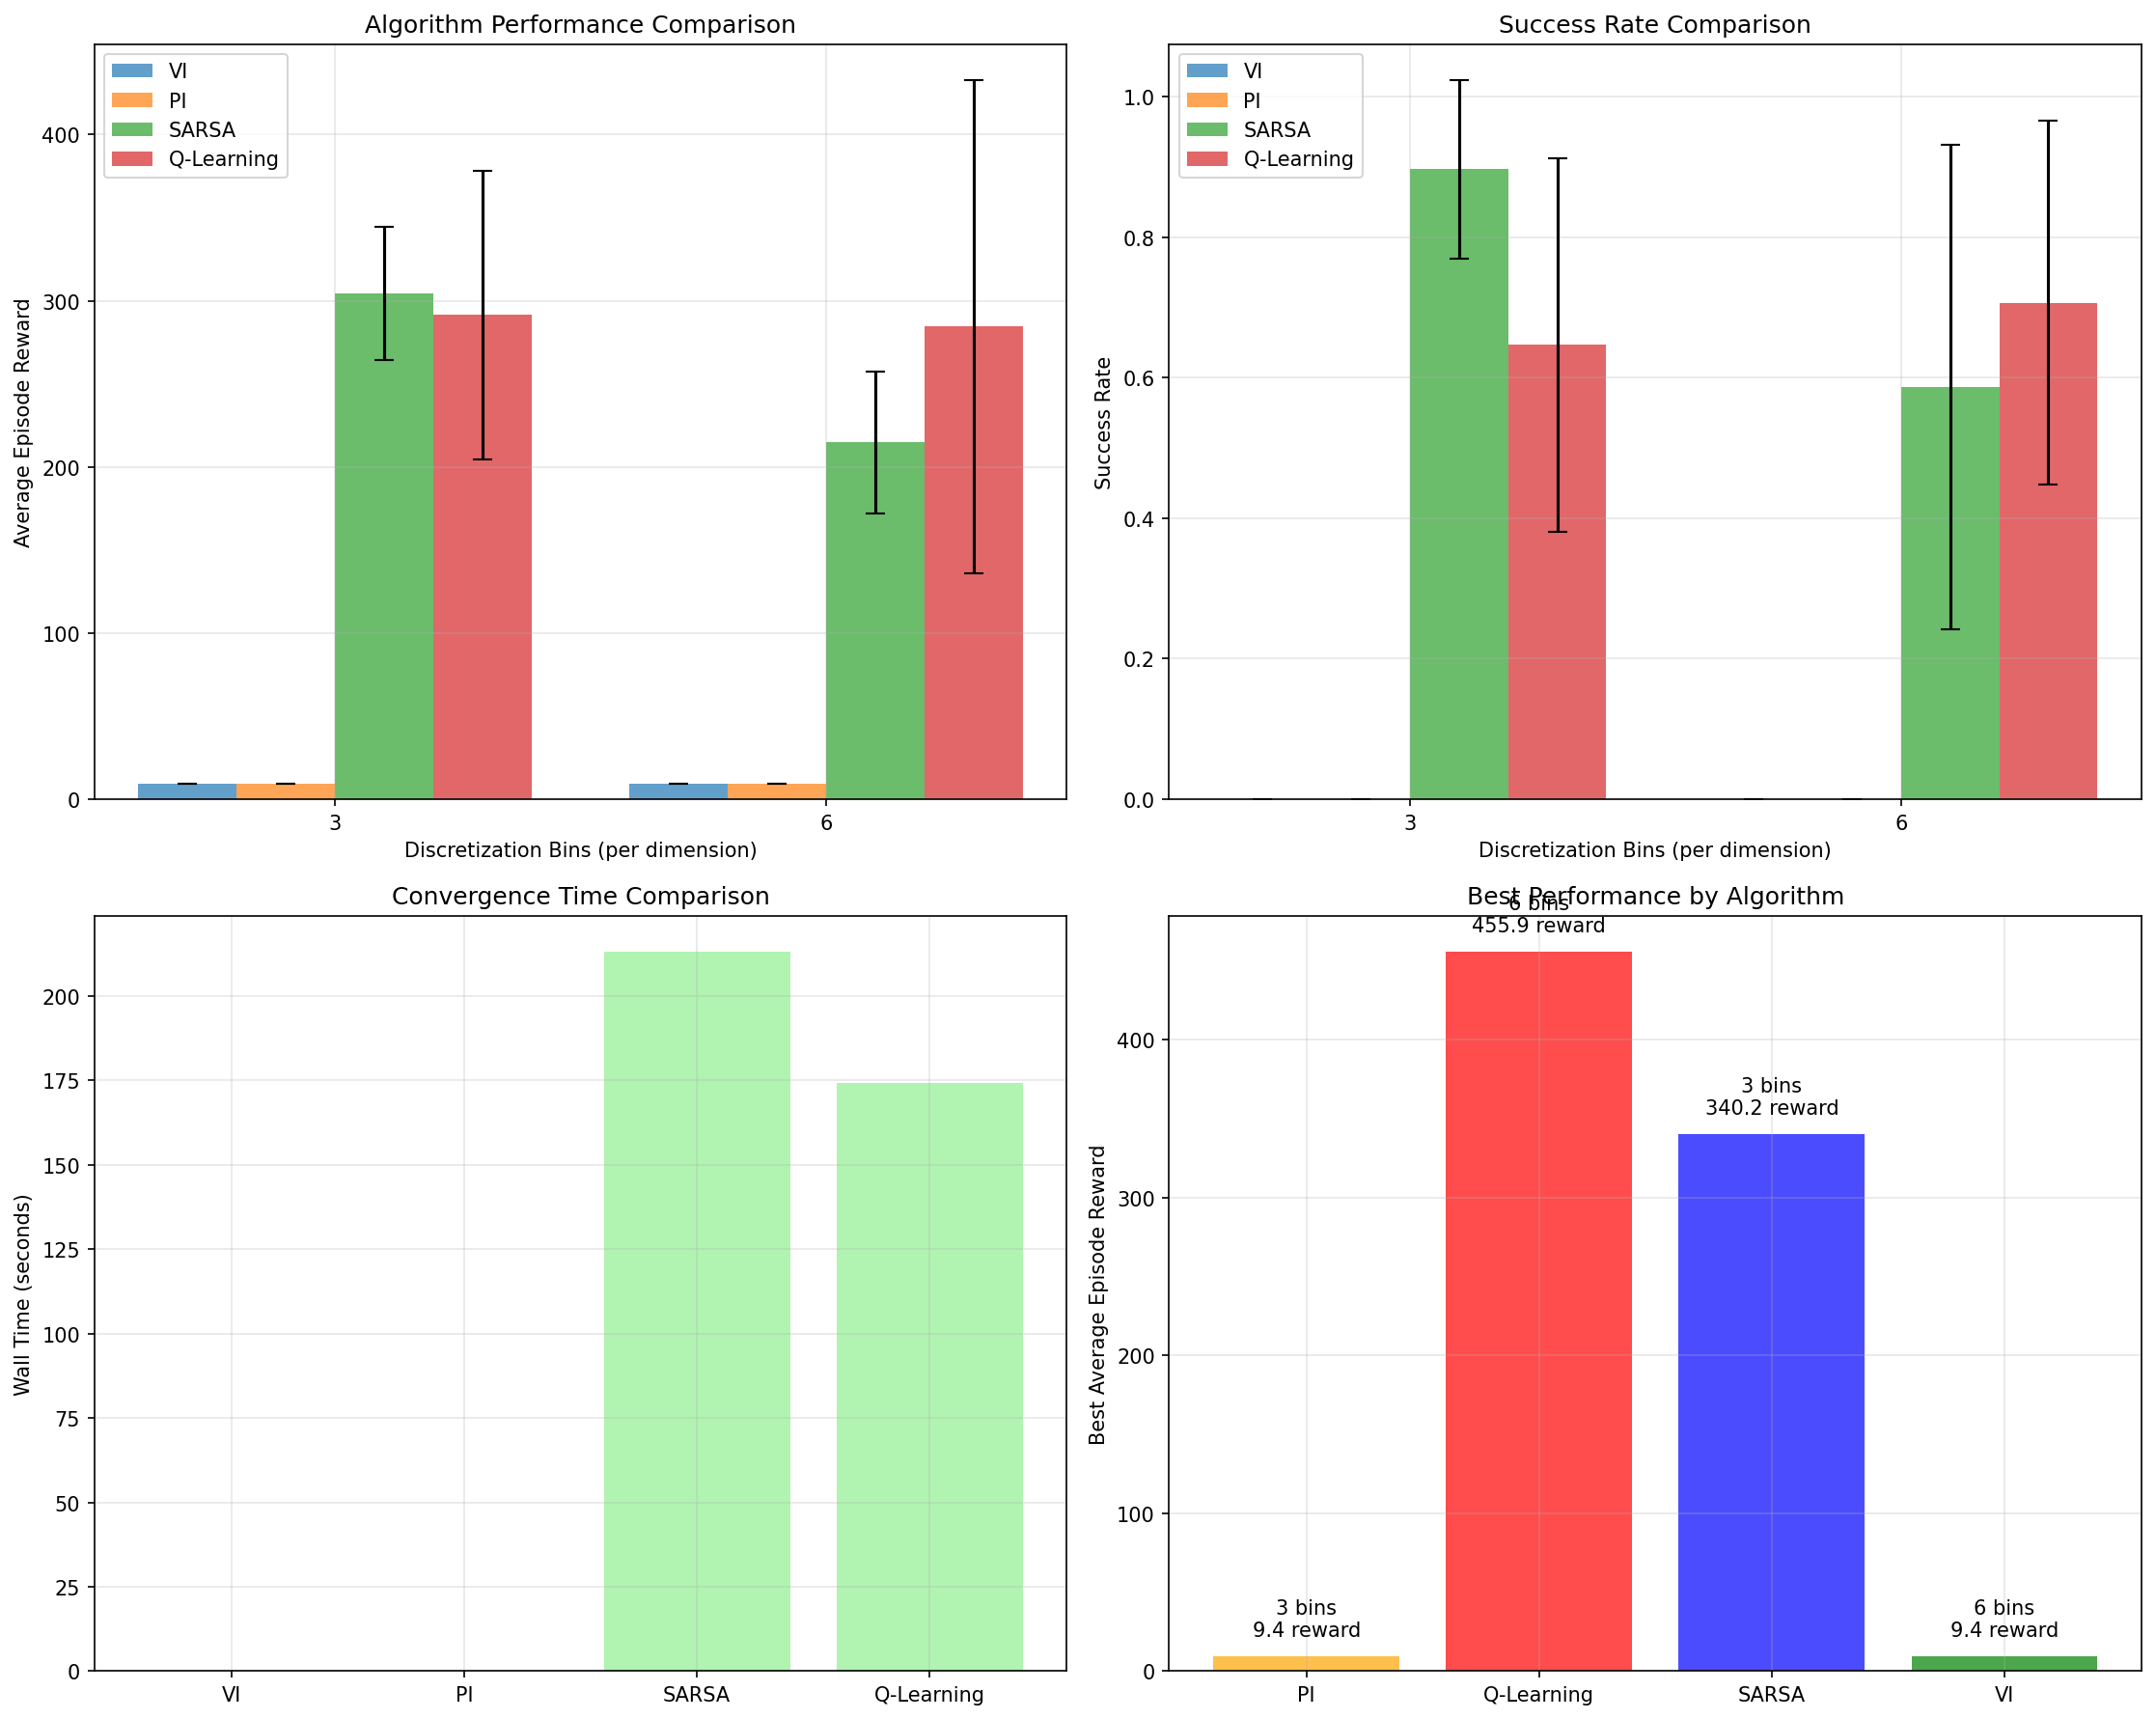 Algorithm Performance Comparison
VI
PI
SARSA
Q-Learning
400
300
200
100
0
Average Episode Reward
3
6
Discretization Bins (per dimension)
Success Rate Comparison
VI
PI
SARSA
Q-Learning
1.0
0.8
0.6
0.4
0.2
0.0
Success Rate
3
6
Discretization Bins (per dimension)
Convergence Time Comparison
200
175
150
125
100
75
50
25
0
Wall Time (seconds)
VI
PI
SARSA
Q-Learning
Best Performance by Algorithm
6 bins
455.9 reward
3 bins
340.2 reward
3 bins
9.4 reward
6 bins
9.4 reward
400
300
200
100
0
Best Average Episode Reward
PI
Q-Learning
SARSA
VI